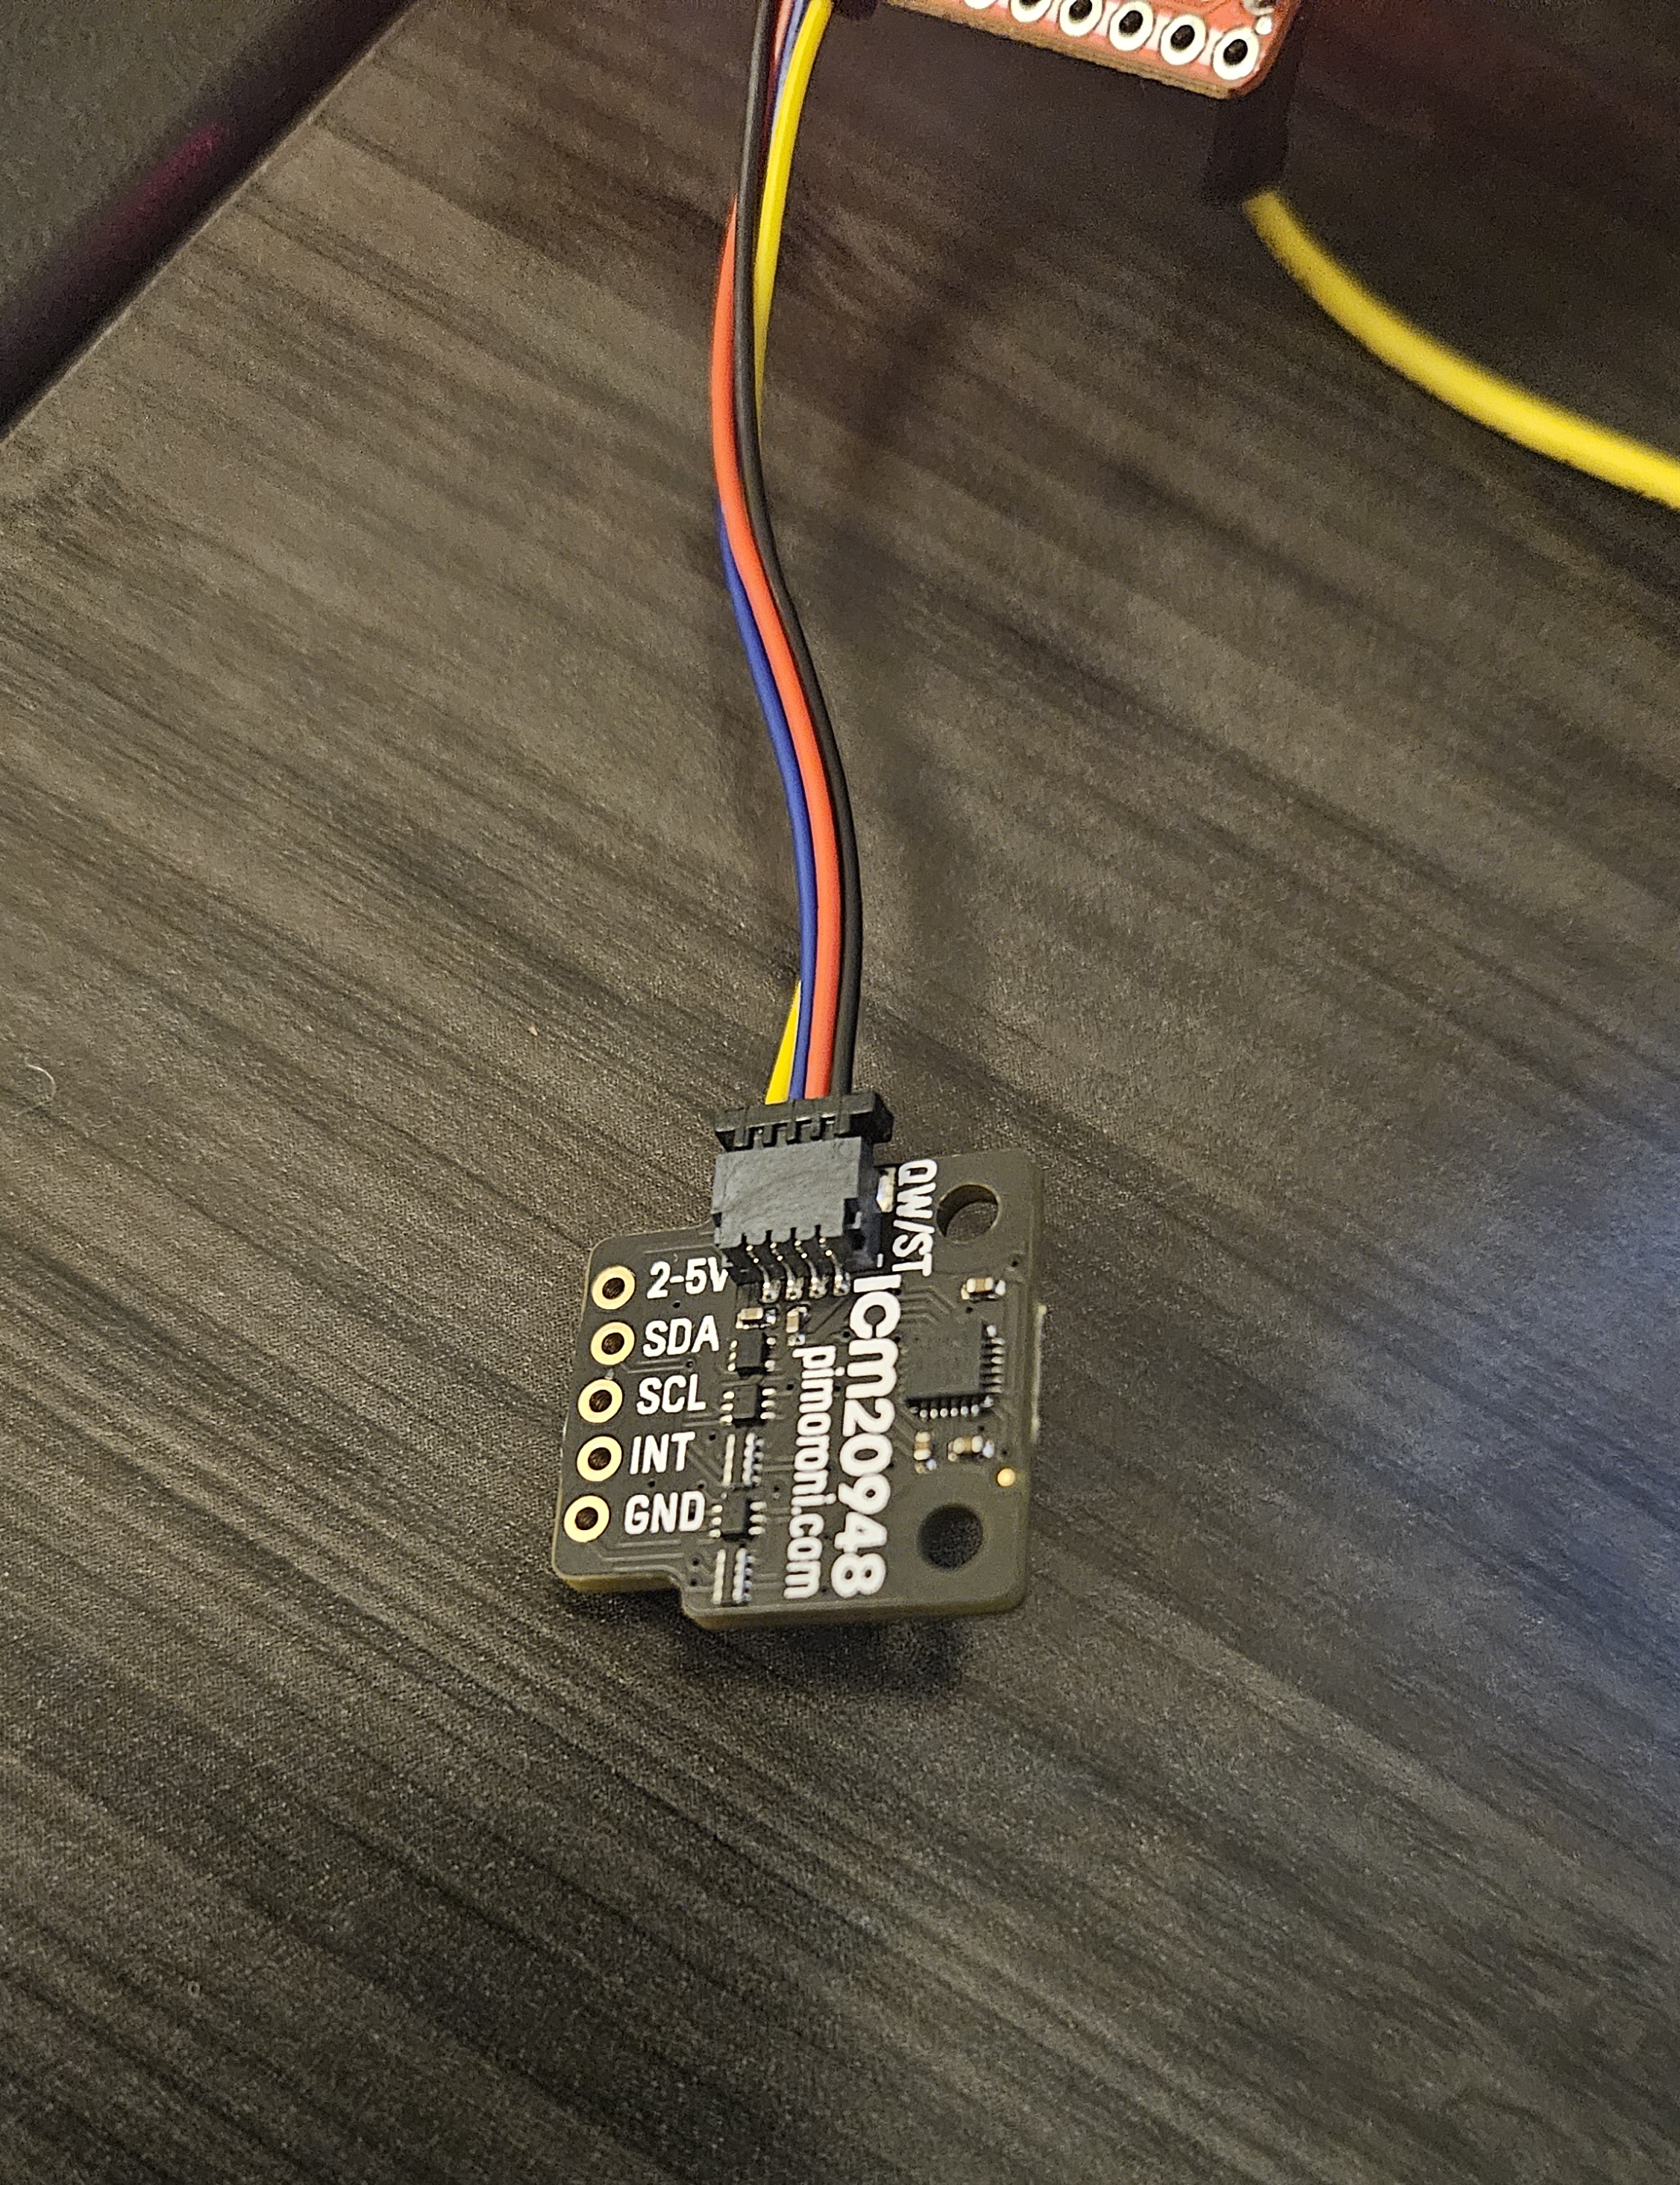 QW/ST
2-5V
SDA
SCL
INT
GND
ICM20948
pimoroni.com